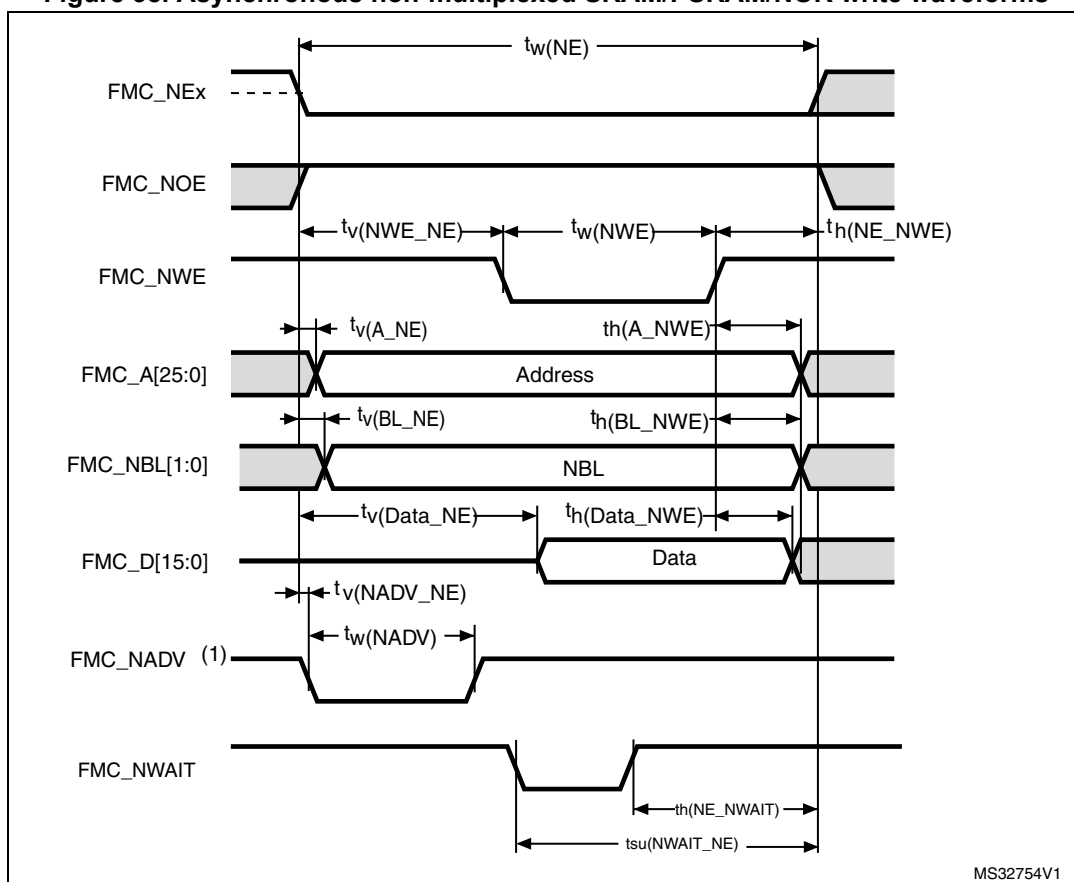 tw(NE)
FMC_NEx
FMC_NOE
tv(NWE_NE) tw(NWE) th(NE_NWE)
FMC_NWE
tv(A_NE) th(A_NWE)
FMC_A[25:0] Address
tv(BL_NE) th(BL_NWE)
FMC_NBL[1:0] NBL
tv(Data_NE) th(Data_NWE)
FMC_D[15:0] Data
tv(NADV_NE)
tw(NADV)
FMC_NADV (1)
FMC_NWAIT
th(NE_NWAIT)
tsu(NWAIT_NE)
MS32754V1